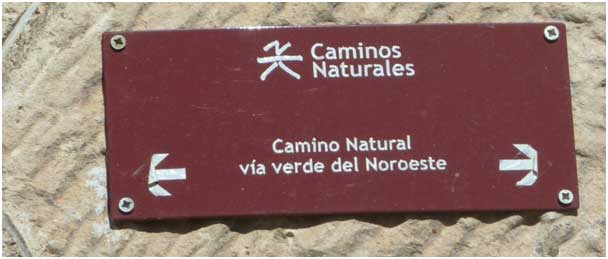 Caminos
Naturales
Camino Natural
vía verde del Noroeste